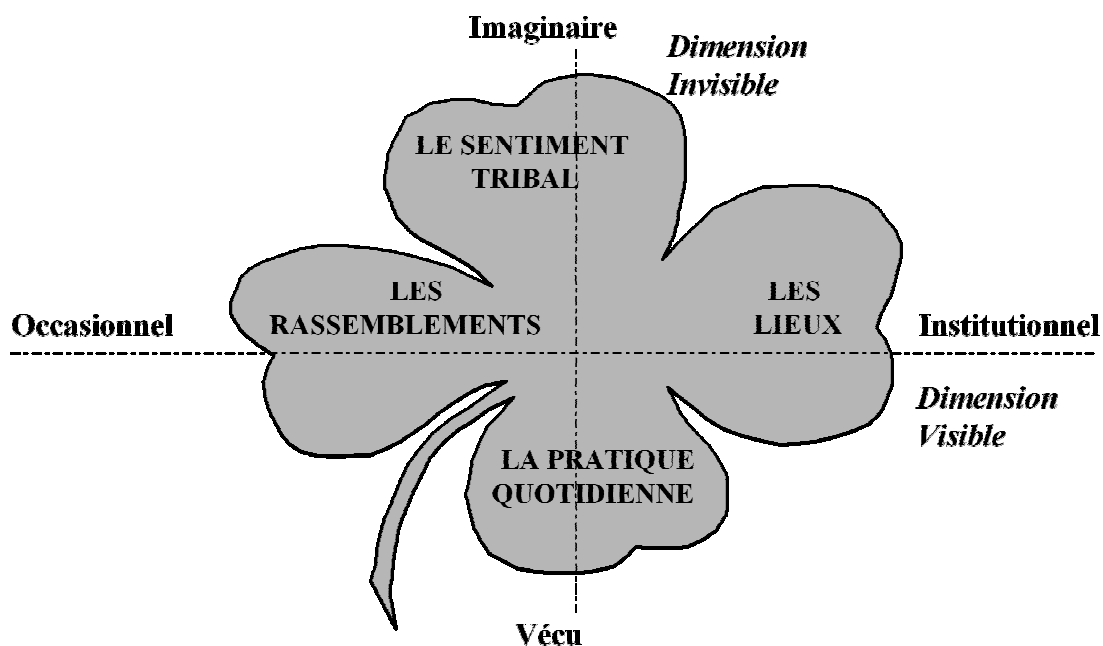 Imaginaire
Dimension
Invisible
LE SENTIMENT
TRIBAL
LES
RASSEMBLEMENTS
LES
LIEUX
Occasionnel
Institutionnel
Dimension
Visible
LA PRATIQUE
QUOTIDIENNE
Vécu